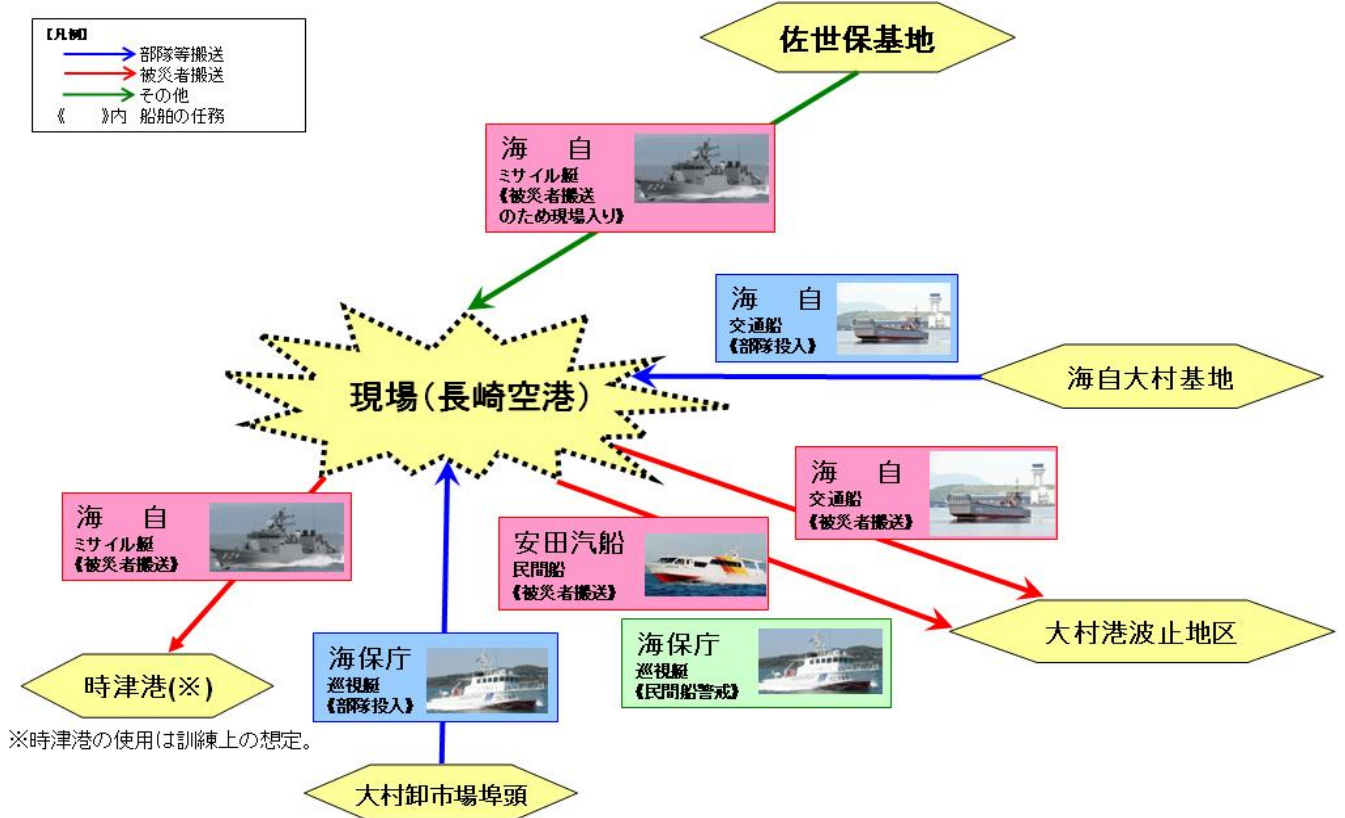 【凡例】
部隊等搬送
被災者搬送
その他
《　　》内　船舶の任務
佐世保基地
海　自
ミサイル艇
《被災者搬送
のため現場入り》
海　自
交通船
《部隊投入》
現場(長崎空港)
海自大村基地
海　自
交通船
《被災者搬送》
海　自
ミサイル艇
《被災者搬送》
安田汽船
民間船
《被災者搬送》
大村港波止地区
海保庁
巡視艇
《部隊投入》
海保庁
巡視艇
《民間船警戒》
時津港(※)
※時津港の使用は訓練上の想定。
大村卸市場埠頭